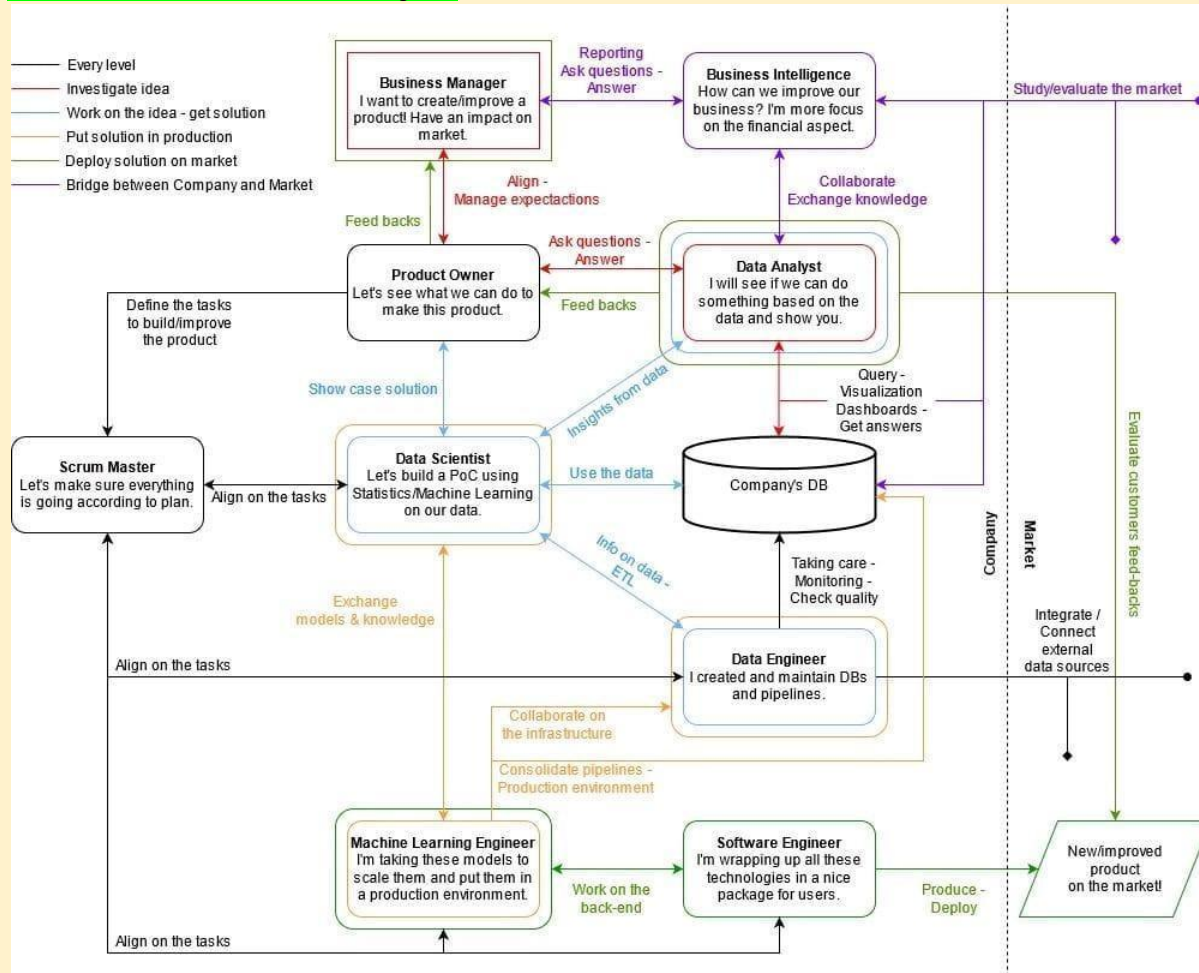 Every level
Investigate idea
Work on the idea - get solution
Put solution in production
Deploy solution on market
Bridge between Company and Market
Business Manager
I want to create/improve a
product! Have an impact on
market.
Reporting
Ask questions -
Answer
Business Intelligence
How can we improve our
business? I'm more focus
on the financial aspect.
Study/evaluate the market
Align -
Manage expectactions
Collaborate
Exchange knowledge
Feed backs
Ask questions -
Answer
Product Owner
Let's see what we can do to
make this product.
Feed backs
Data Analyst
I will see if we can do
something based on the
data and show you.
Define the tasks
to build/improve
the product
Show case solution
Insights from data
Query -
Visualization
Dashboards -
Get answers
Evaluate customers feed-backs
Scrum Master
Let's make sure everything
is going according to plan.
Align on the tasks
Data Scientist
Let's build a PoC using
Statistics/Machine Learning
on our data.
Use the data
Company's DB
Company
Market
Info on data -
ETL
Taking care -
Monitoring -
Check quality
Exchange
models & knowledge
Integrate /
Connect
external
data sources
Align on the tasks
Data Engineer
I created and maintain DBs
and pipelines.
Collaborate on
the infrastructure
Consolidate pipelines -
Production environment
Machine Learning Engineer
I'm taking these models to
scale them and put them in
a production environment.
Work on the
back-end
Software Engineer
I'm wrapping up all these
technologies in a nice
package for users.
Produce -
Deploy
New/improved
product
on the market!
Align on the tasks